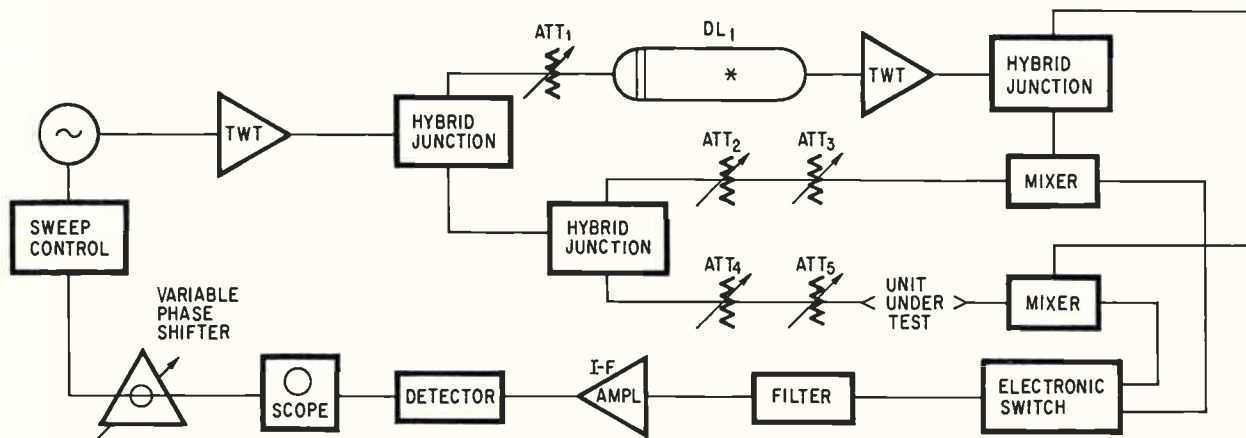 ATT1
DL1
*
TWT
HYBRID
JUNCTION
~
TWT
HYBRID
JUNCTION
ATT2
ATT3
MIXER
SWEEP
CONTROL
HYBRID
JUNCTION
ATT4
ATT5
UNIT
UNDER
TEST
MIXER
VARIABLE
PHASE
SHIFTER
SCOPE
DETECTOR
I-F
AMPL
FILTER
ELECTRONIC
SWITCH